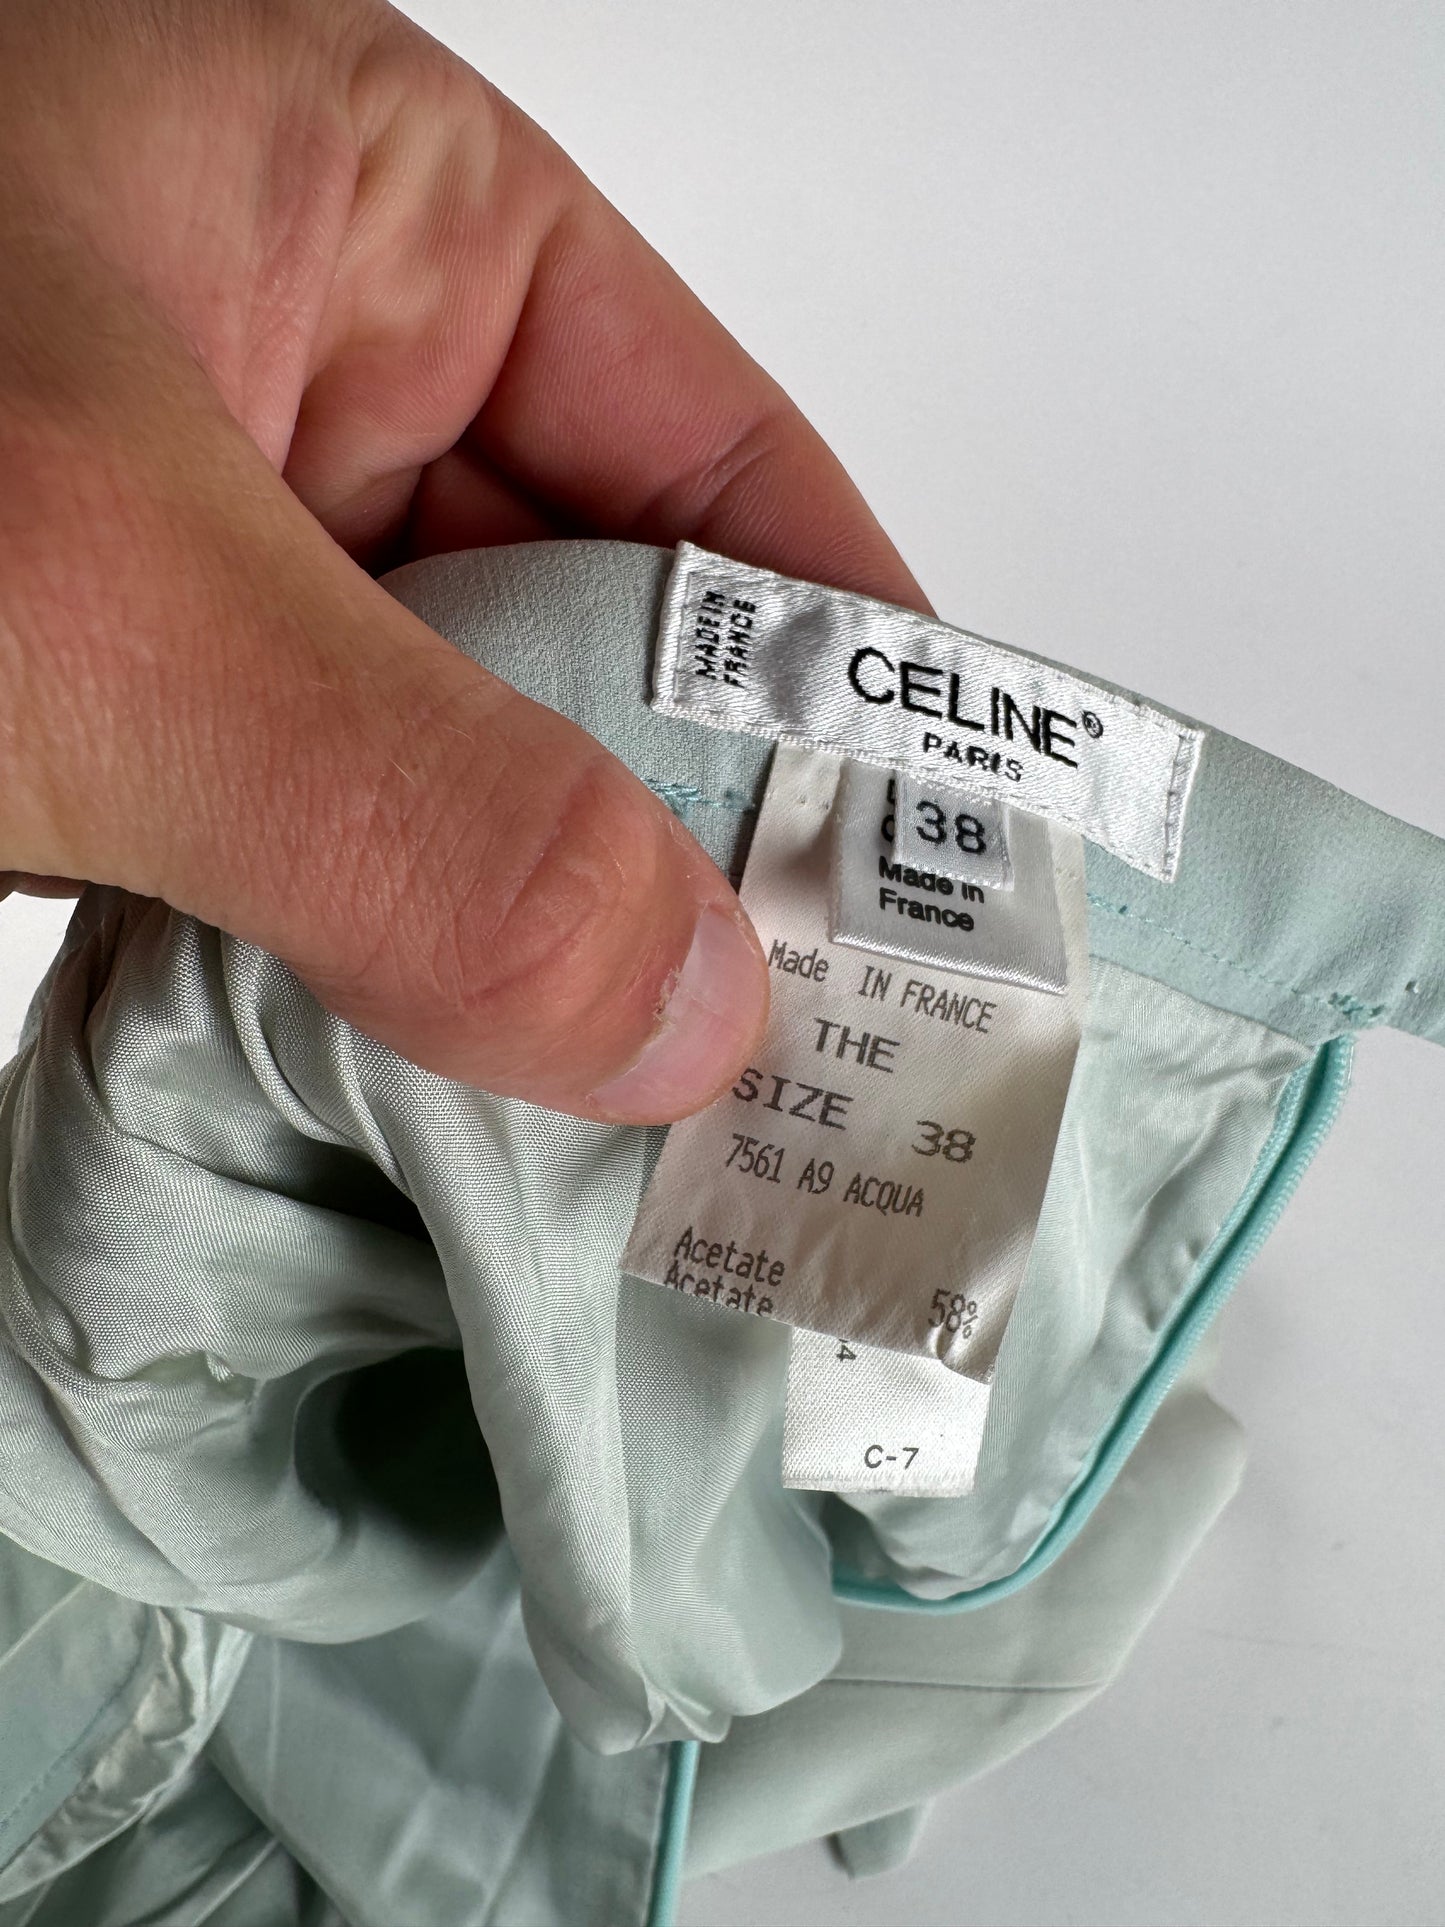 MADE IN
FRANCE
CELINE®
PARIS
38
Made in
France
Made IN FRANCE
THE
SIZE 38
7561 A9 ACQUA
Acetate 58%
Acetate
C-7